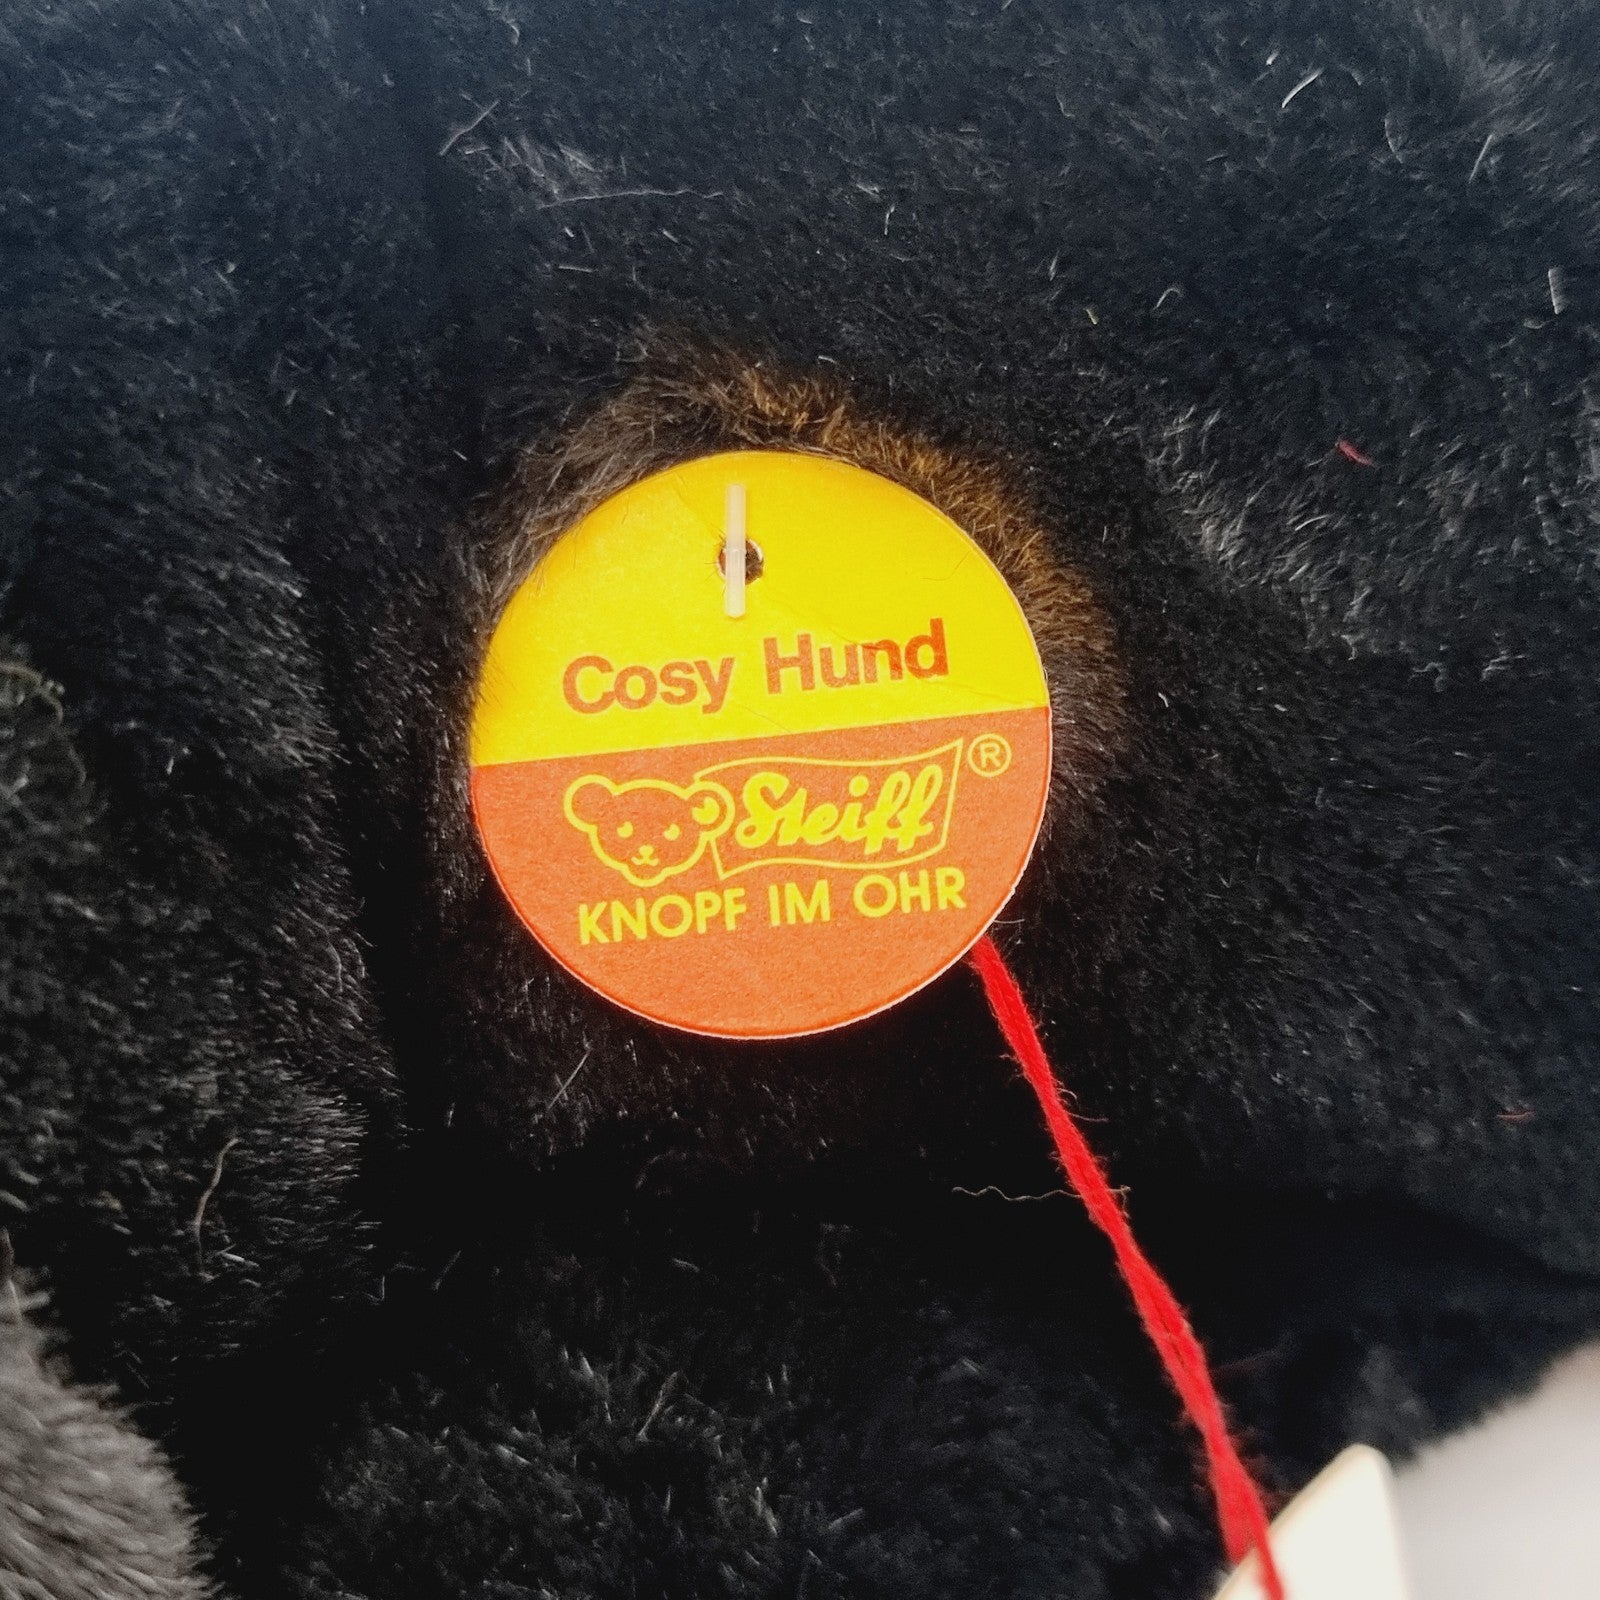 Cosy Hund
Steiff ®
KNOPF IM OHR